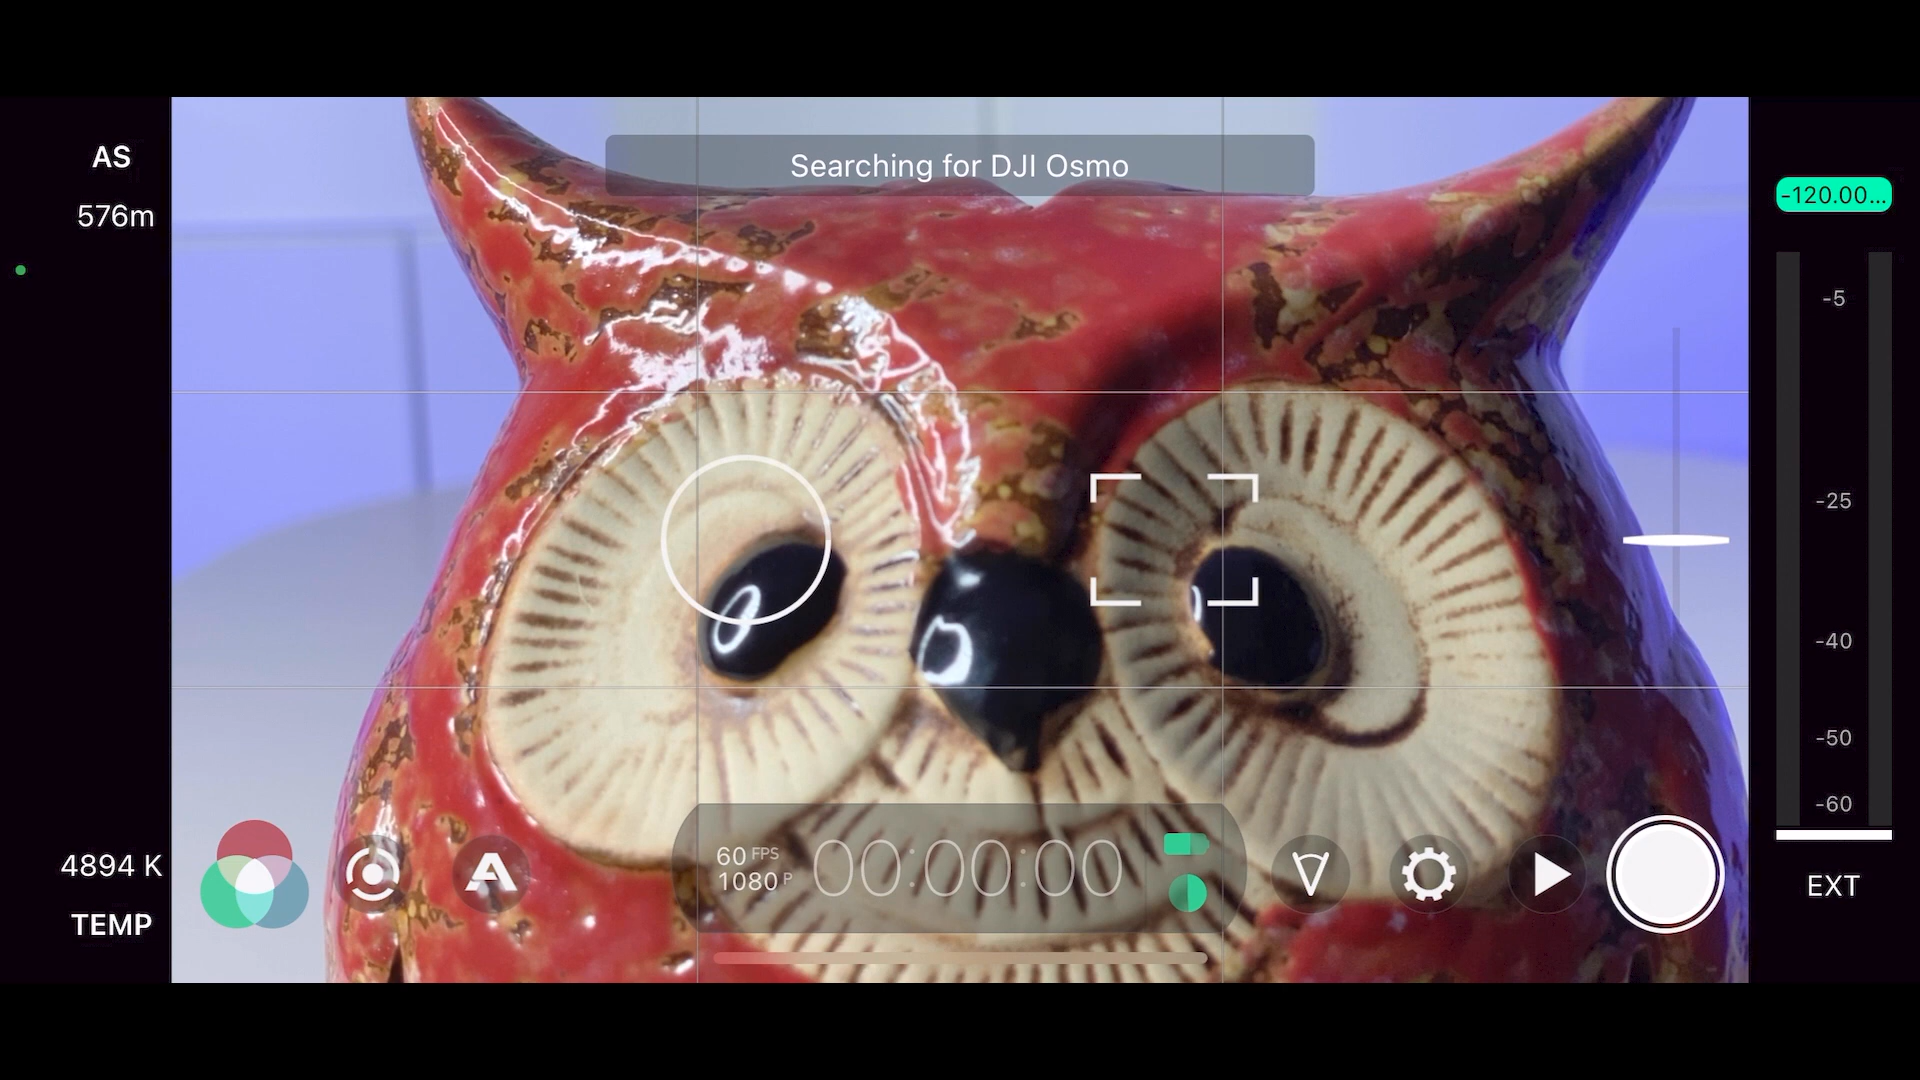 AS
576m
Searching for DJI Osmo
-120.00...
-5
-25
-40
-50
-60
EXT
4894 K
TEMP
60 FPS
1080 P
00:00:00